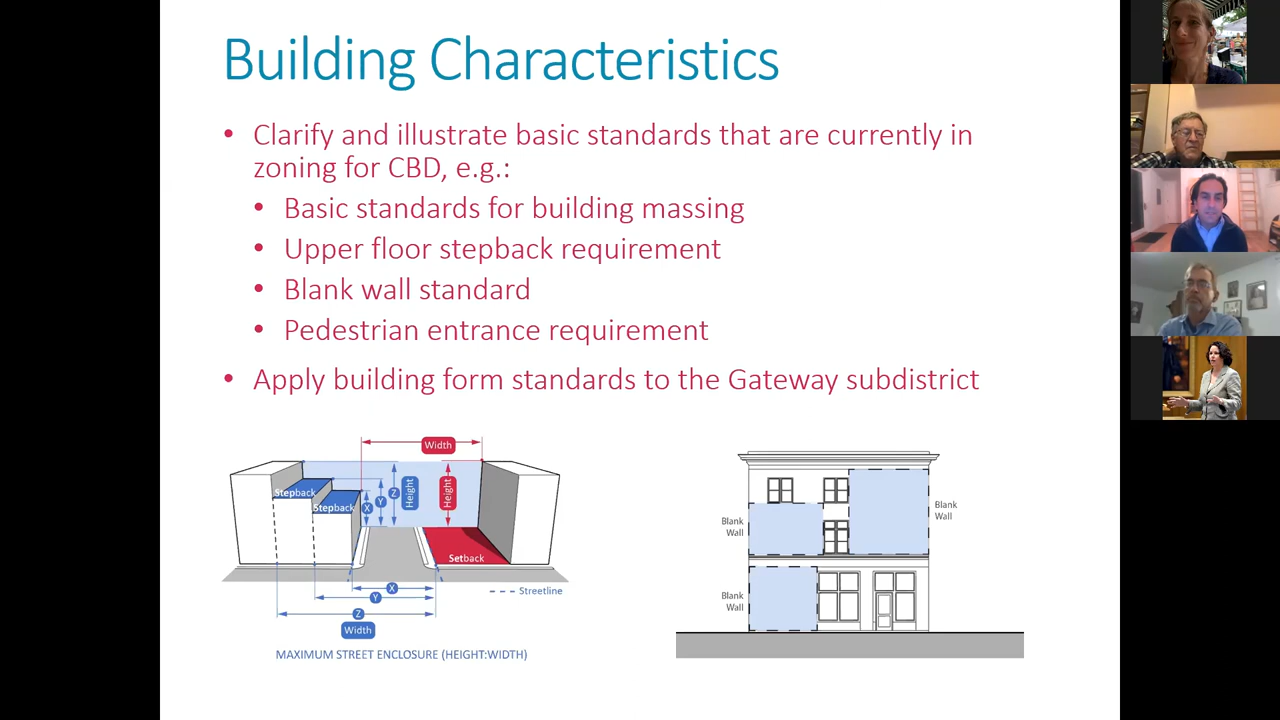 Building Characteristics
• Clarify and illustrate basic standards that are currently in
zoning for CBD, e.g.:
• Basic standards for building massing
• Upper floor stepback requirement
• Blank wall standard
• Pedestrian entrance requirement
• Apply building form standards to the Gateway subdistrict
Width
Stepback
Stepback
X
Y
Z
Height
Height
Setback
X
Y
Z
Width
Streetline
MAXIMUM STREET ENCLOSURE (HEIGHT:WIDTH)
Blank
Wall
Blank
Wall
Blank
Wall